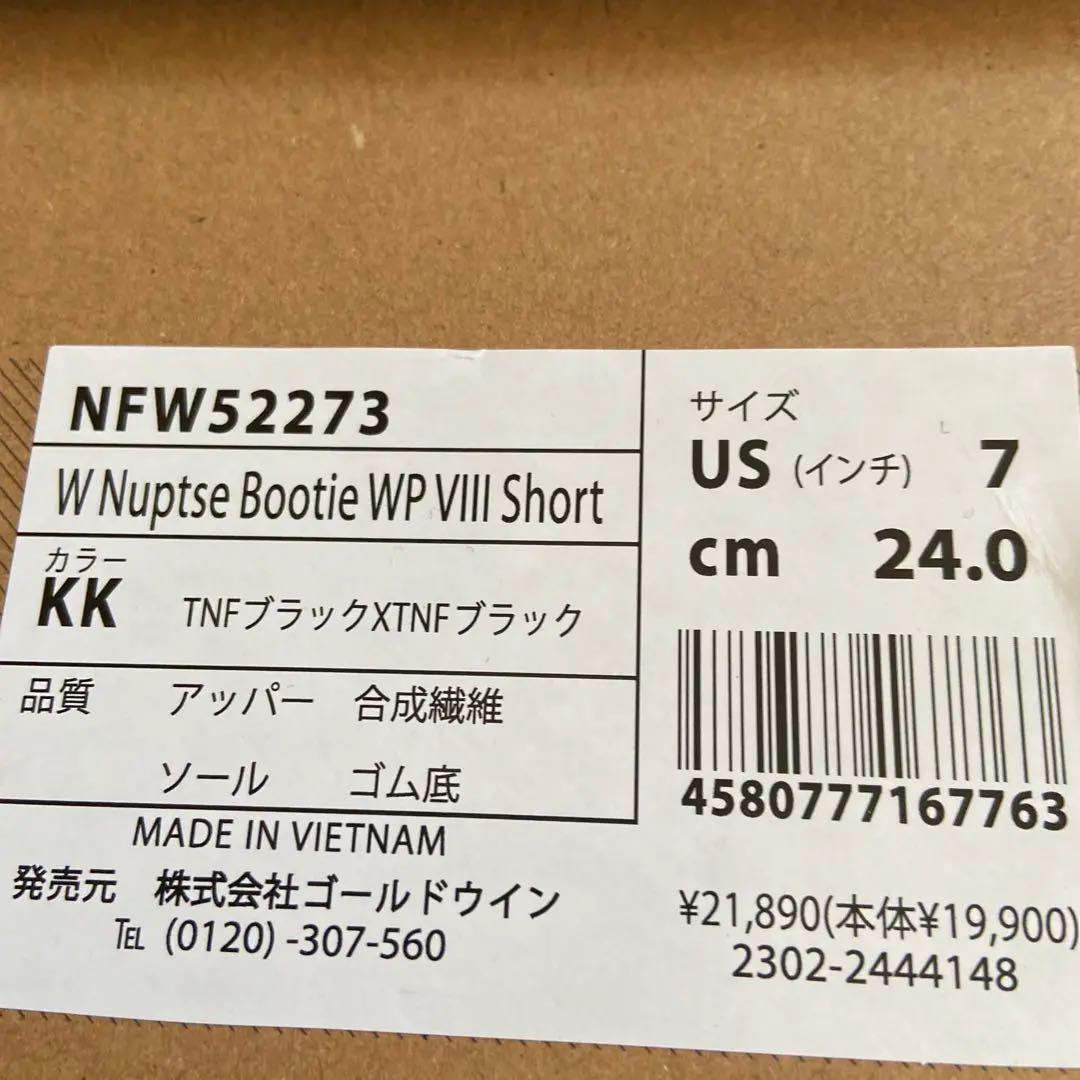 NFW52273
W Nuptse Bootie WP VIII Short
カラー
KK TNFブラックXTNFブラック
品質 アッパー 合成繊維
ソール ゴム底
MADE IN VIETNAM
発売元 株式会社ゴールドウイン
℡ (0120) -307-560
サイズ
US (インチ) 7
cm 24.0
4580777167763
¥21,890(本体¥19,900)
2302-2444148